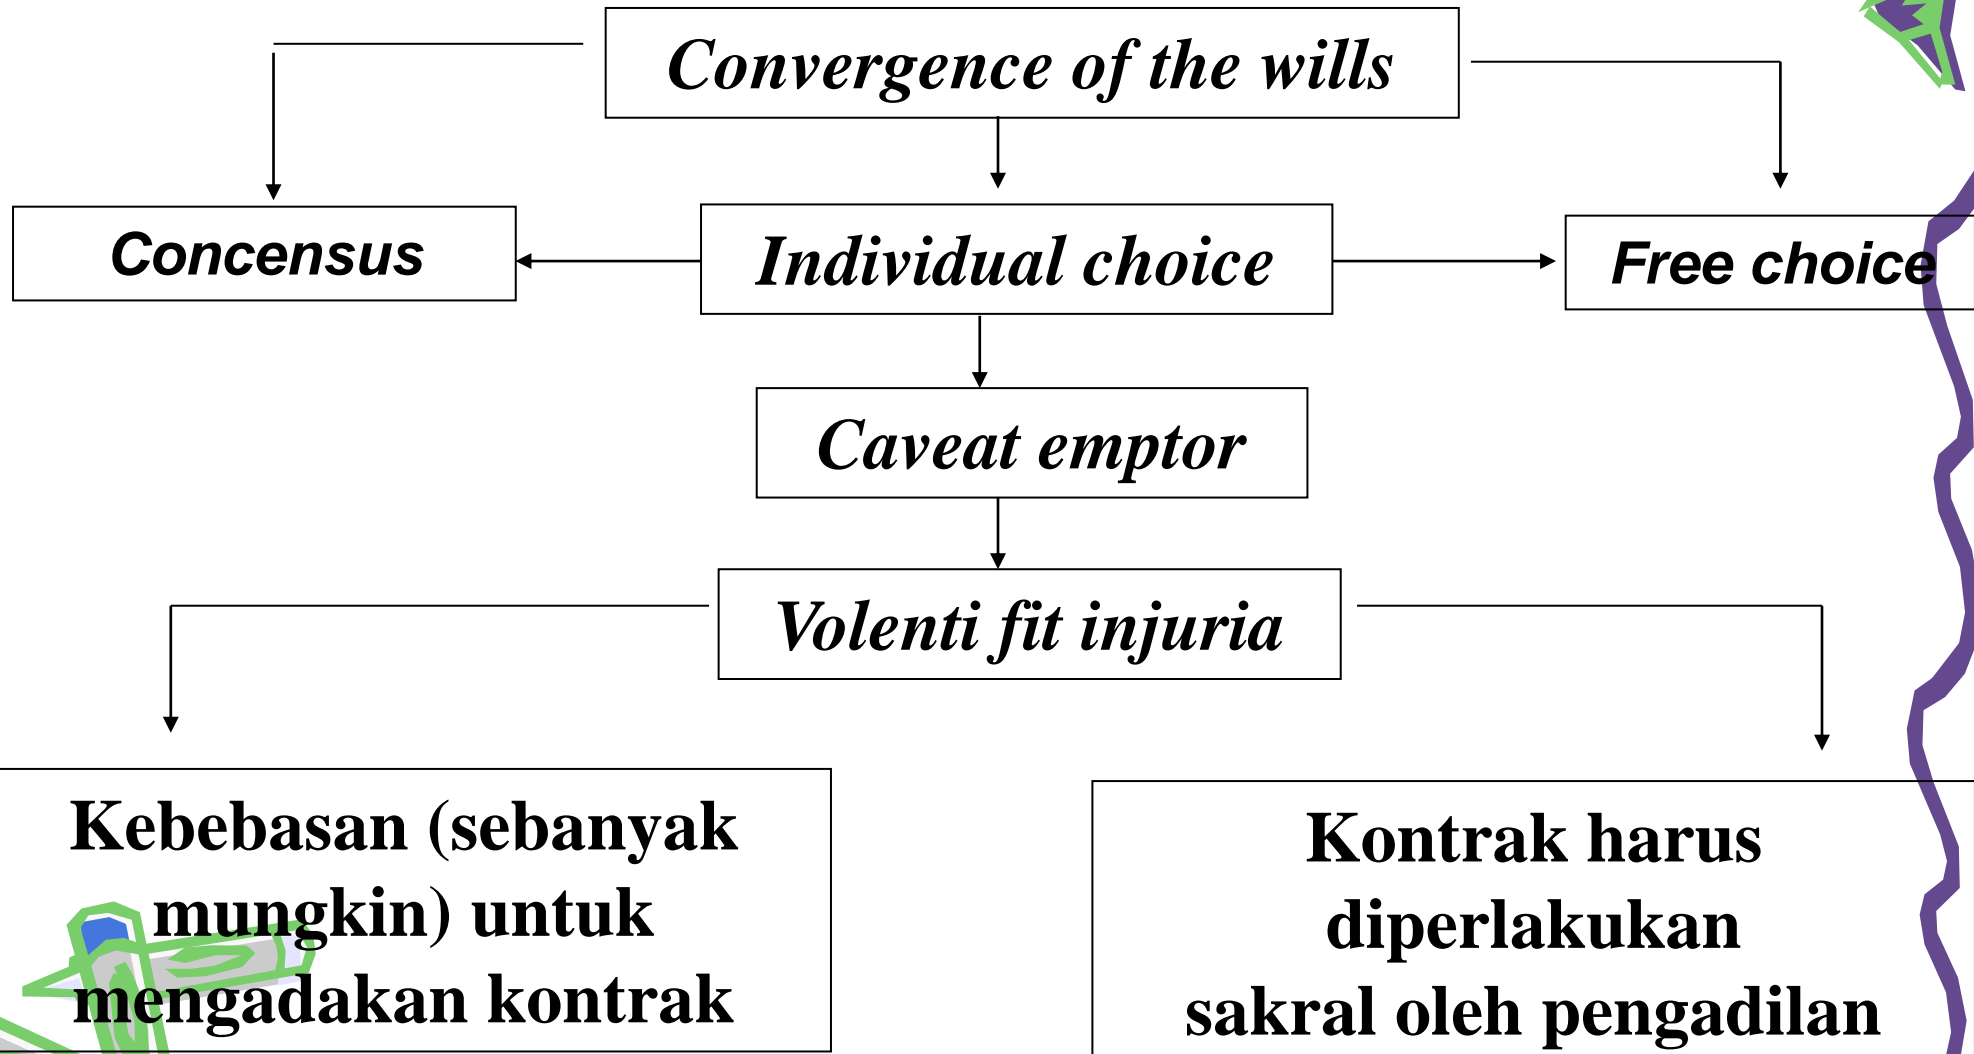 Convergence of the wills
Concensus
Individual choice
Free choice
Caveat emptor
Volenti fit injuria
Kebebasan (sebanyak
mungkin) untuk
mengadakan kontrak
Kontrak harus
diperlakukan
sakral oleh pengadilan